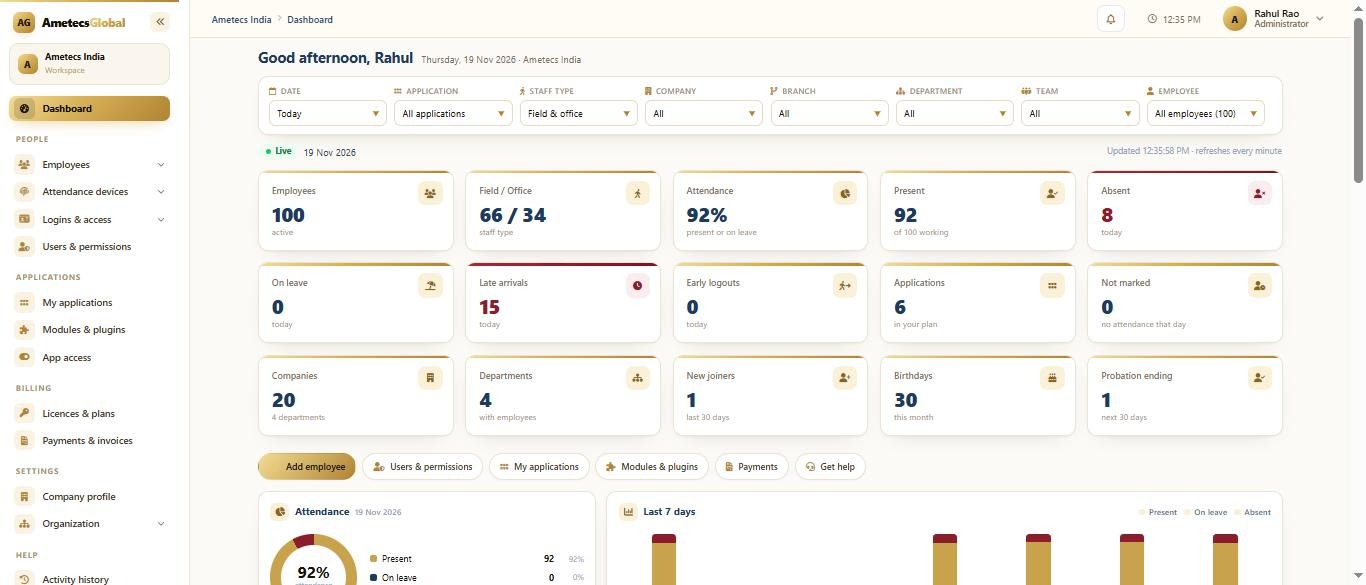 AG AmetecsGlobal
A Ametecs India
Workspace
Dashboard
PEOPLE
Employees
Attendance devices
Logins & access
Users & permissions
APPLICATIONS
My applications
Modules & plugins
App access
BILLING
Licences & plans
Payments & invoices
SETTINGS
Company profile
Organization
HELP
Activity history
Ametecs India Dashboard
12:35 PM
A Rahul Rao
Administrator
Good afternoon, Rahul Thursday, 19 Nov 2026 · Ametecs India
DATE APPLICATION STAFF TYPE COMPANY BRANCH DEPARTMENT TEAM EMPLOYEE
Today All applications Field & office All All All All All employees (100)
Live 19 Nov 2026 Updated 12:35:58 PM · refreshes every minute
Employees
100
active
Field / Office
66 / 34
staff type
Attendance
92%
present or on leave
Present
92
of 100 working
Absent
8
today
On leave
0
today
Late arrivals
15
today
Early logouts
0
today
Applications
6
in your plan
Not marked
0
no attendance that day
Companies
20
4 departments
Departments
4
with employees
New joiners
1
last 30 days
Birthdays
30
this month
Probation ending
1
next 30 days
Add employee Users & permissions My applications Modules & plugins Payments Get help
Attendance 19 Nov 2026
92%
Present 92 92%
On leave 0 0%
Last 7 days Present On leave Absent